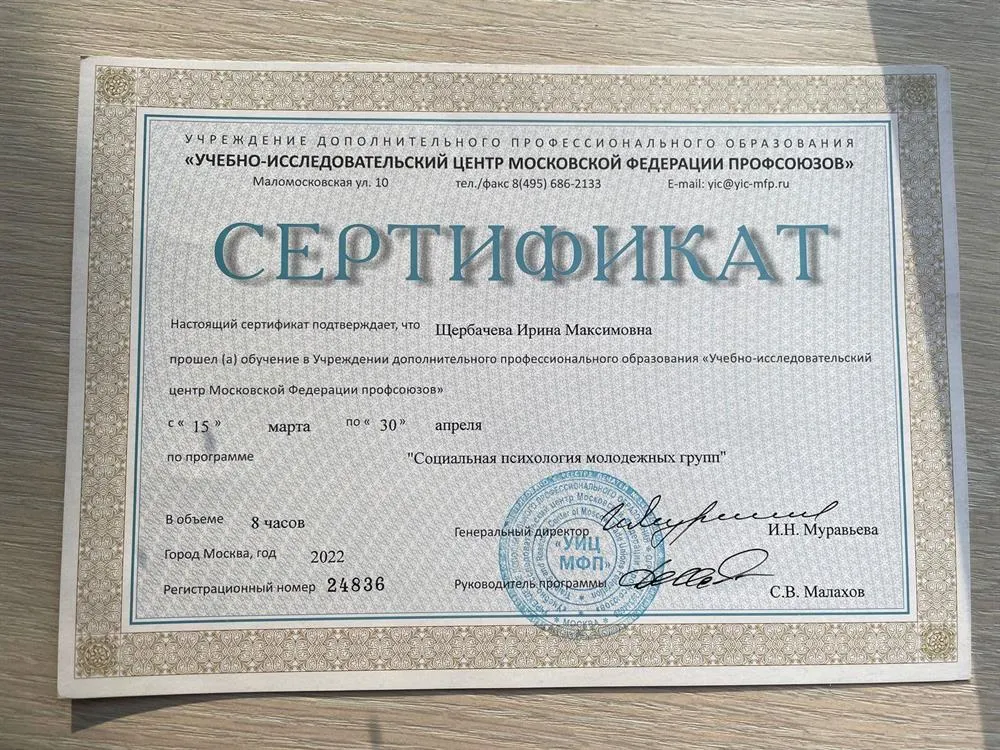 УЧРЕЖДЕНИЕ ДОПОЛНИТЕЛЬНОГО ПРОФЕССИОНАЛЬНОГО ОБРАЗОВАНИЯ
«УЧЕБНО-ИССЛЕДОВАТЕЛЬСКИЙ ЦЕНТР МОСКОВСКОЙ ФЕДЕРАЦИИ ПРОФСОЮЗОВ»
Маломосковская ул. 10 тел./факс 8(495) 686-2133 E-mail: yic@yic-mfp.ru
СЕРТИФИКАТ
Настоящий сертификат подтверждает, что Щербачева Ирина Максимовна
прошел (а) обучение в Учреждении дополнительного профессионального образования «Учебно-исследовательский
центр Московской Федерации профсоюзов»
с « 15 » марта по « 30 » апреля
по программе "Социальная психология молодежных групп"
В объеме 8 часов
Генеральный директор И.Н. Муравьева
Город Москва, год 2022
Регистрационный номер 24836
Руководитель программы С.В. Малахов
«УИЦ
МФП»
МОСКВА